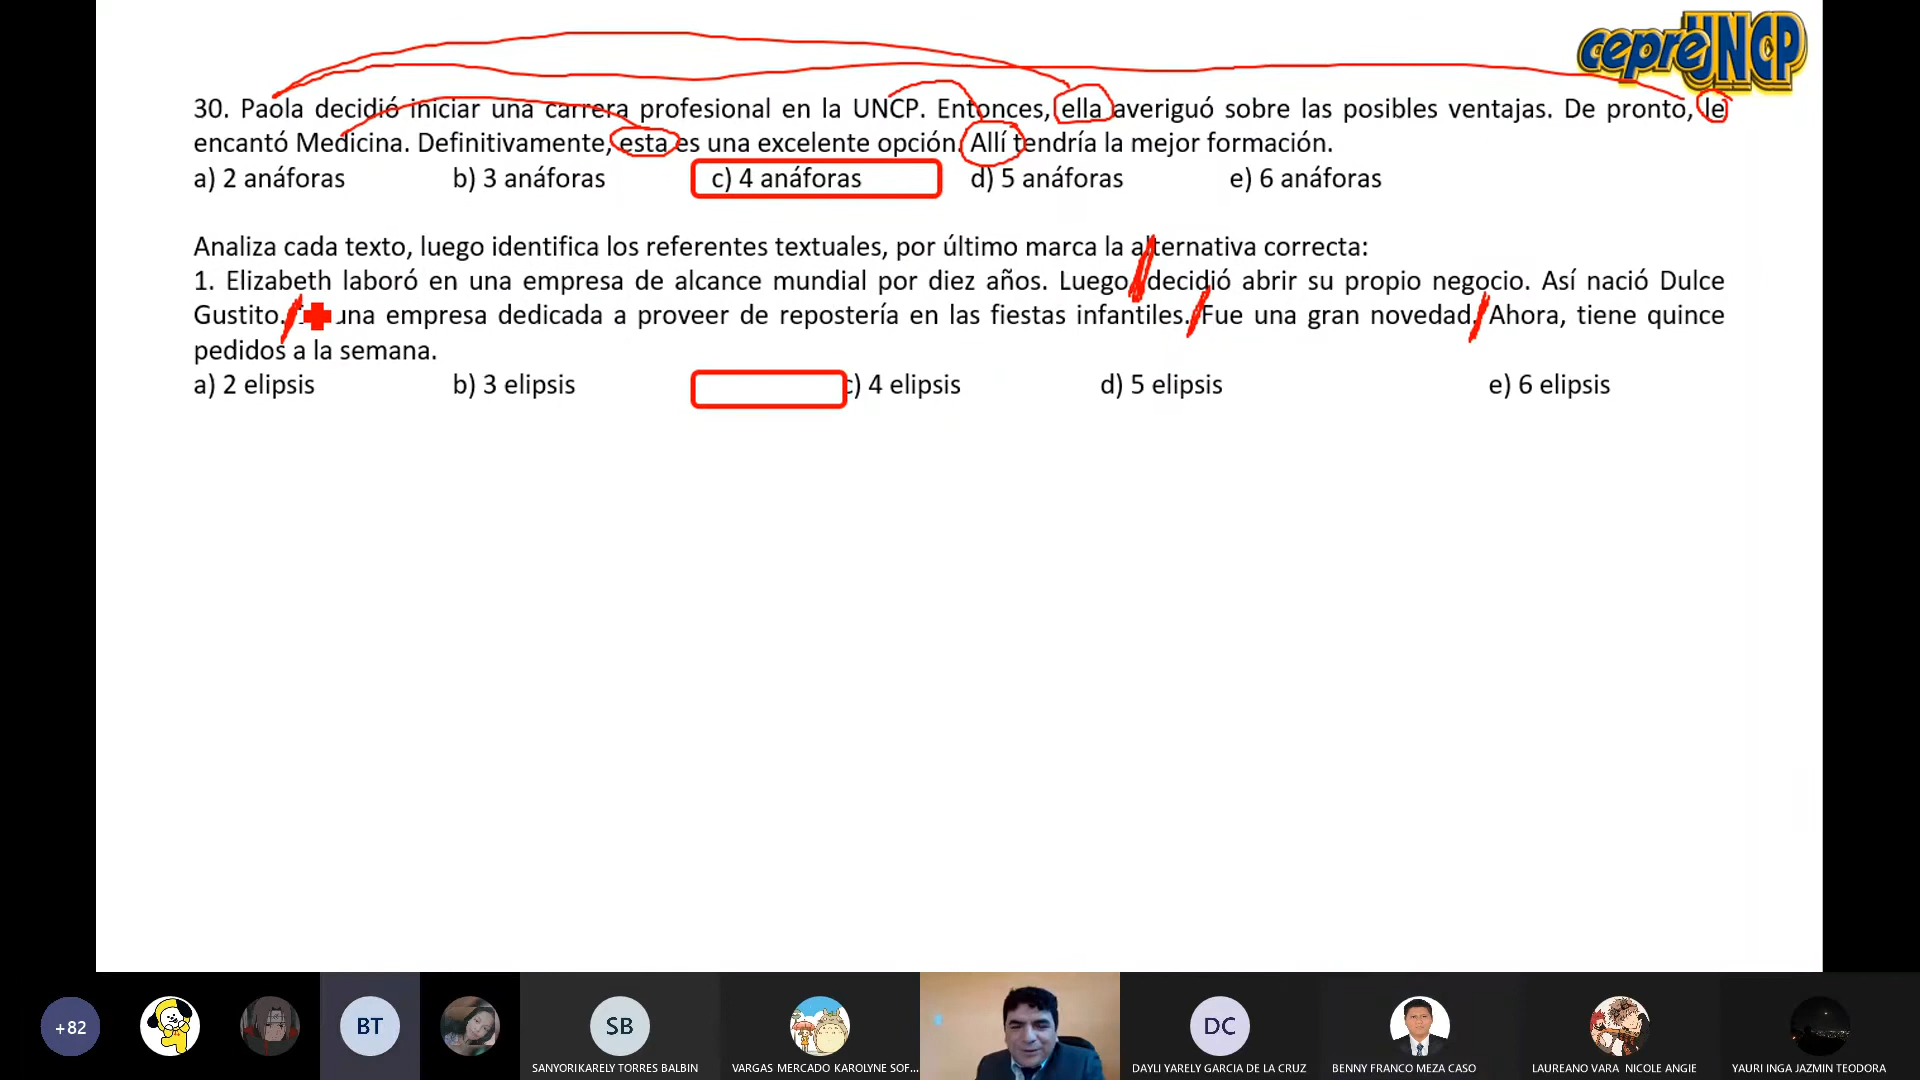 cepreUNCP
30. Paola decidió iniciar una carrera profesional en la UNCP. Entonces, ella averiguó sobre las posibles ventajas. De pronto, le
encantó Medicina. Definitivamente, esta es una excelente opción. Allí tendría la mejor formación.
a) 2 anáforas b) 3 anáforas c) 4 anáforas d) 5 anáforas e) 6 anáforas
Analiza cada texto, luego identifica los referentes textuales, por último marca la alternativa correcta:
1. Elizabeth laboró en una empresa de alcance mundial por diez años. Luego decidió abrir su propio negocio. Así nació Dulce
Gustito. una empresa dedicada a proveer de repostería en las fiestas infantiles. Fue una gran novedad. Ahora, tiene quince
pedidos a la semana.
a) 2 elipsis b) 3 elipsis c) 4 elipsis d) 5 elipsis e) 6 elipsis
+82
BT
SB
DC
SANYORIKARELY TORRES BALBIN
VARGAS MERCADO KAROLYNE SOF...
DAYLI YARELY GARCIA DE LA CRUZ
BENNY FRANCO MEZA CASO
LAUREANO VARA NICOLE ANGIE
YAURI INGA JAZMIN TEODORA